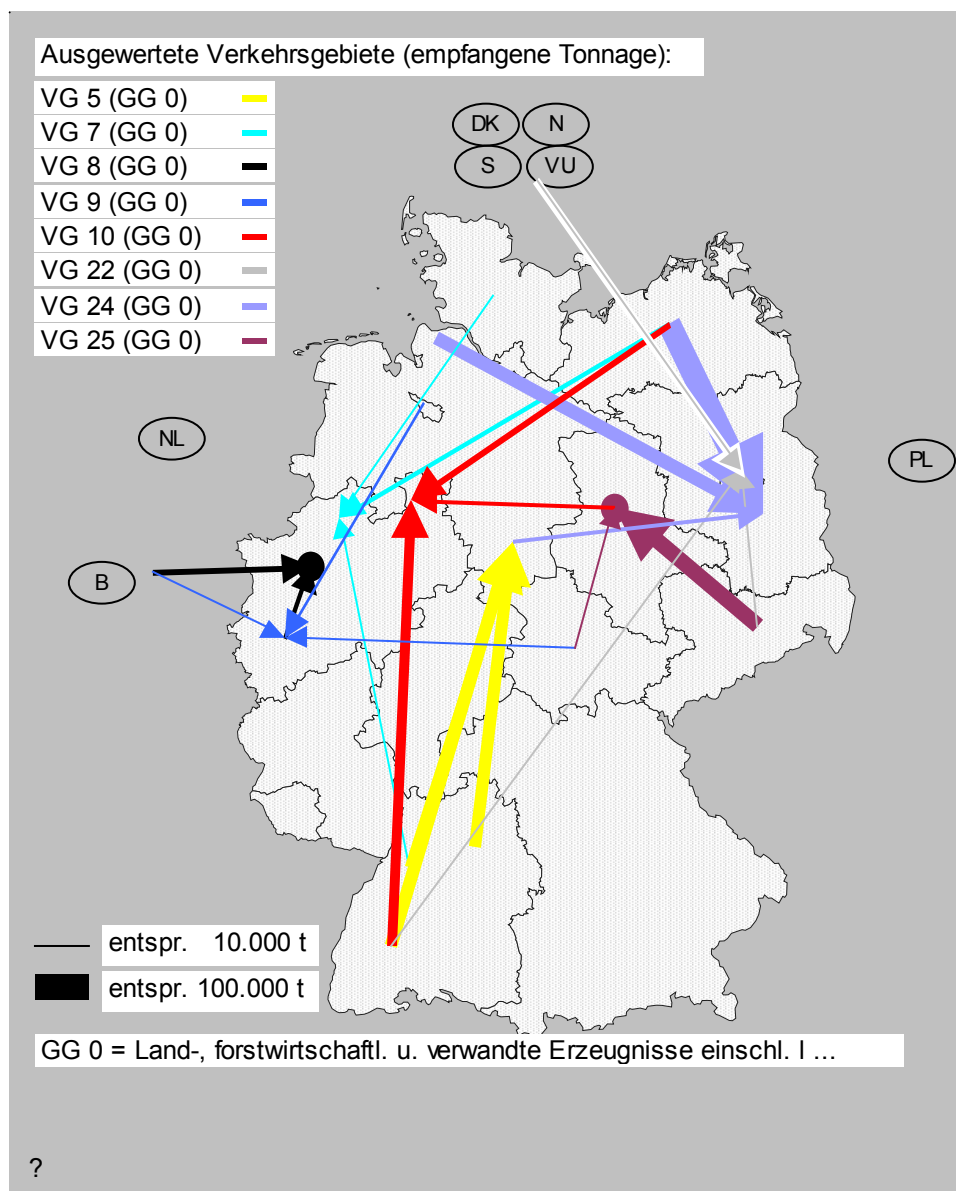 Ausgewertete Verkehrsgebiete (empfangene Tonnage):
VG 5 (GG 0)
VG 7 (GG 0)
VG 8 (GG 0)
VG 9 (GG 0)
VG 10 (GG 0)
VG 22 (GG 0)
VG 24 (GG 0)
VG 25 (GG 0)
DK N
S VU
NL
PL
B
entspr. 10.000 t
entspr. 100.000 t
GG 0 = Land-, forstwirtschaftl. u. verwandte Erzeugnisse einschl. l ...
?